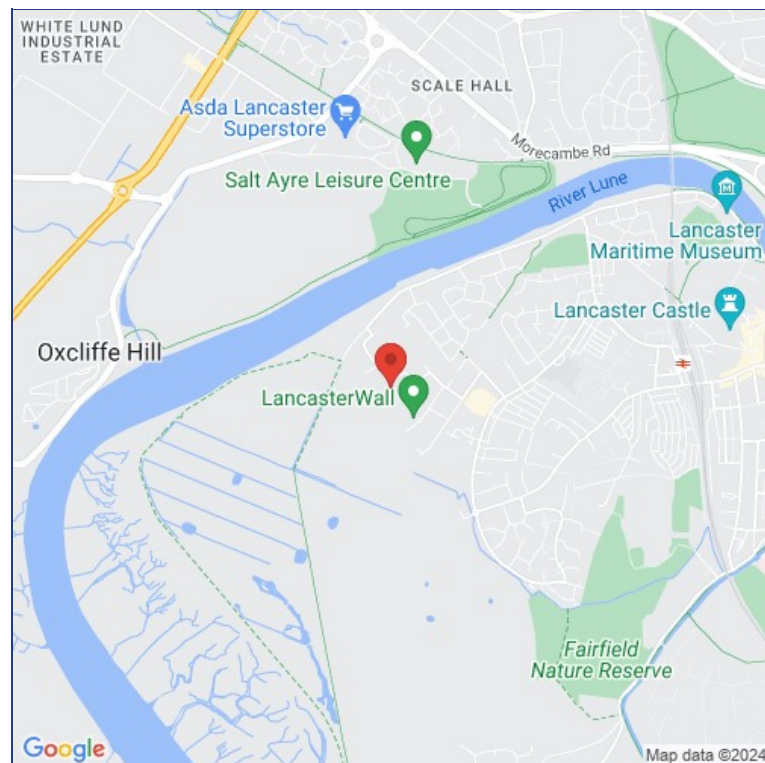 WHITE LUND
INDUSTRIAL
ESTATE
SCALE HALL
Asda Lancaster
Superstore
Morecambe Rd
Salt Ayre Leisure Centre
River Lune
Lancaster
Maritime Museum
Lancaster Castle
Oxcliffe Hill
LancasterWall
Fairfield
Nature Reserve
Google
Map data ©2024